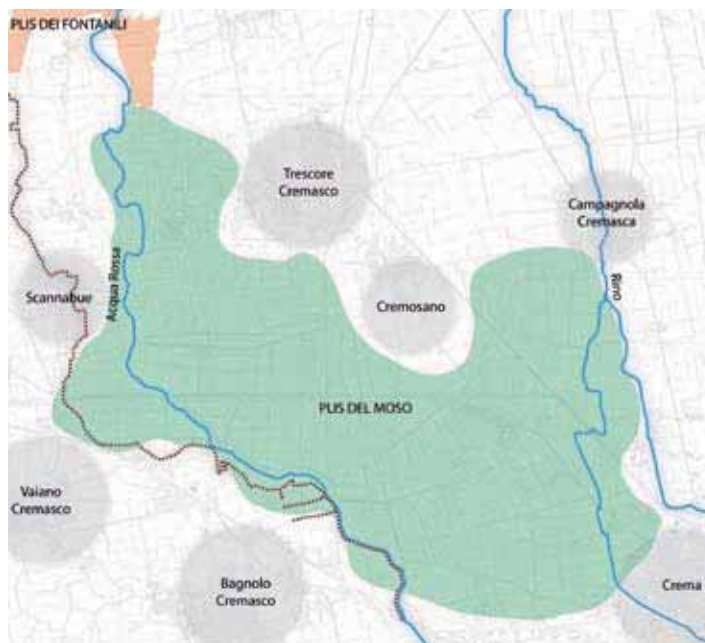 PLIS DEI FONTANILI
Trescore
Cremasco
Campagnola
Cremasca
Acqua Rossa
Scannabue
Rino
Cremosano
PLIS DEL MOSO
Vaiano
Cremasco
Bagnolo
Cremasco
Crema